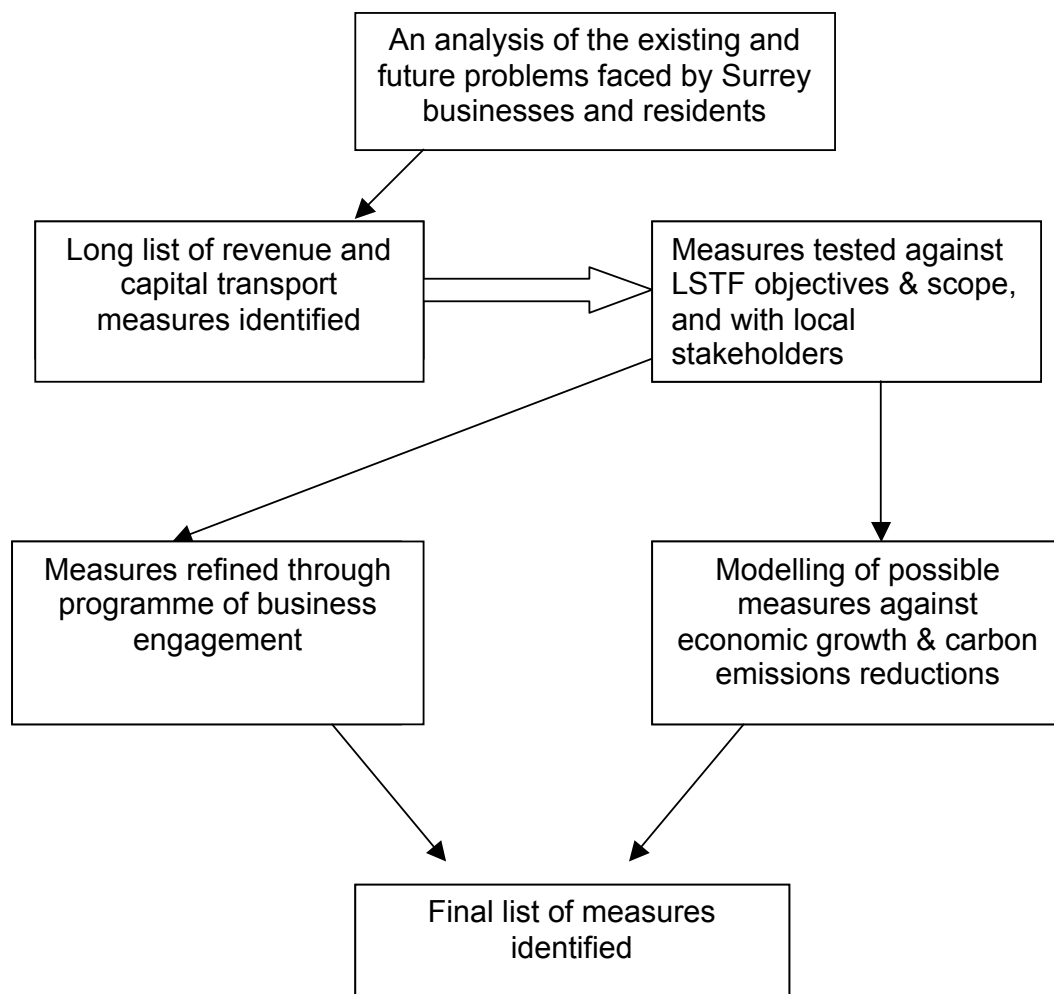 An analysis of the existing and
future problems faced by Surrey
businesses and residents
Long list of revenue and
capital transport
measures identified
Measures tested against
LSTF objectives & scope,
and with local
stakeholders
Measures refined through
programme of business
engagement
Modelling of possible
measures against
economic growth & carbon
emissions reductions
Final list of measures
identified